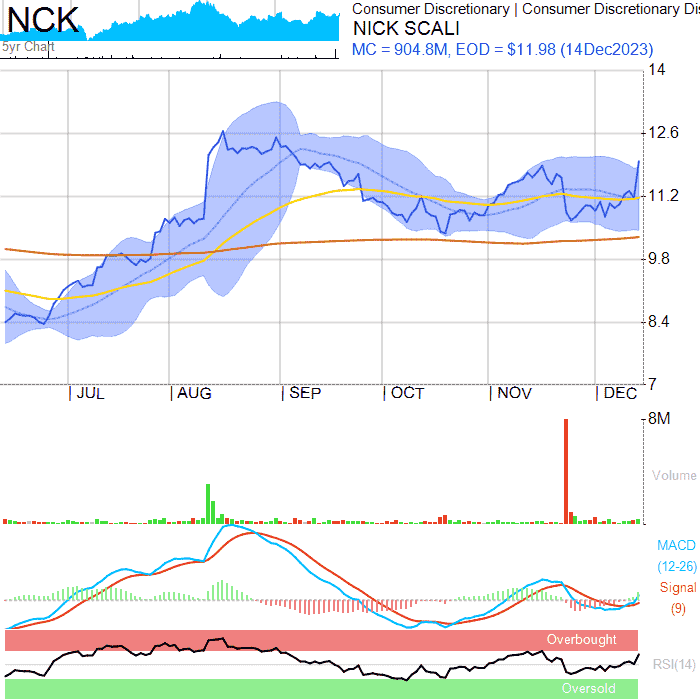 NCK
5yr Chart
Consumer Discretionary | Consumer Discretionary Dis
NICK SCALI
MC = 904.8M, EOD = $11.98 (14Dec2023)
14
12.6
11.2
9.8
8.4
7
| JUL | AUG | SEP | OCT | NOV | DEC
8M
Volume
MACD
(12-26)
Signal
(9)
Overbought
RSI(14)
Oversold